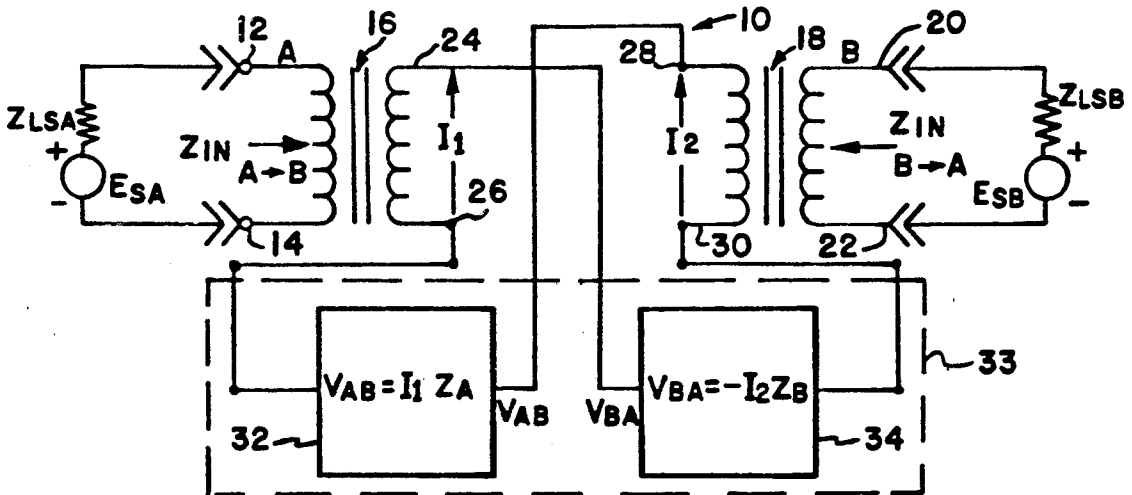 10
12
A
16
24
28
18
B
20
ZLSA
+
ESA
-
ZIN
A→B
I1
26
14
I2
30
ZIN
B→A
22
ZLSB
+
ESB
-
VAB=I1 ZA
VAB
32
VBA
VBA=-I2ZB
34
33